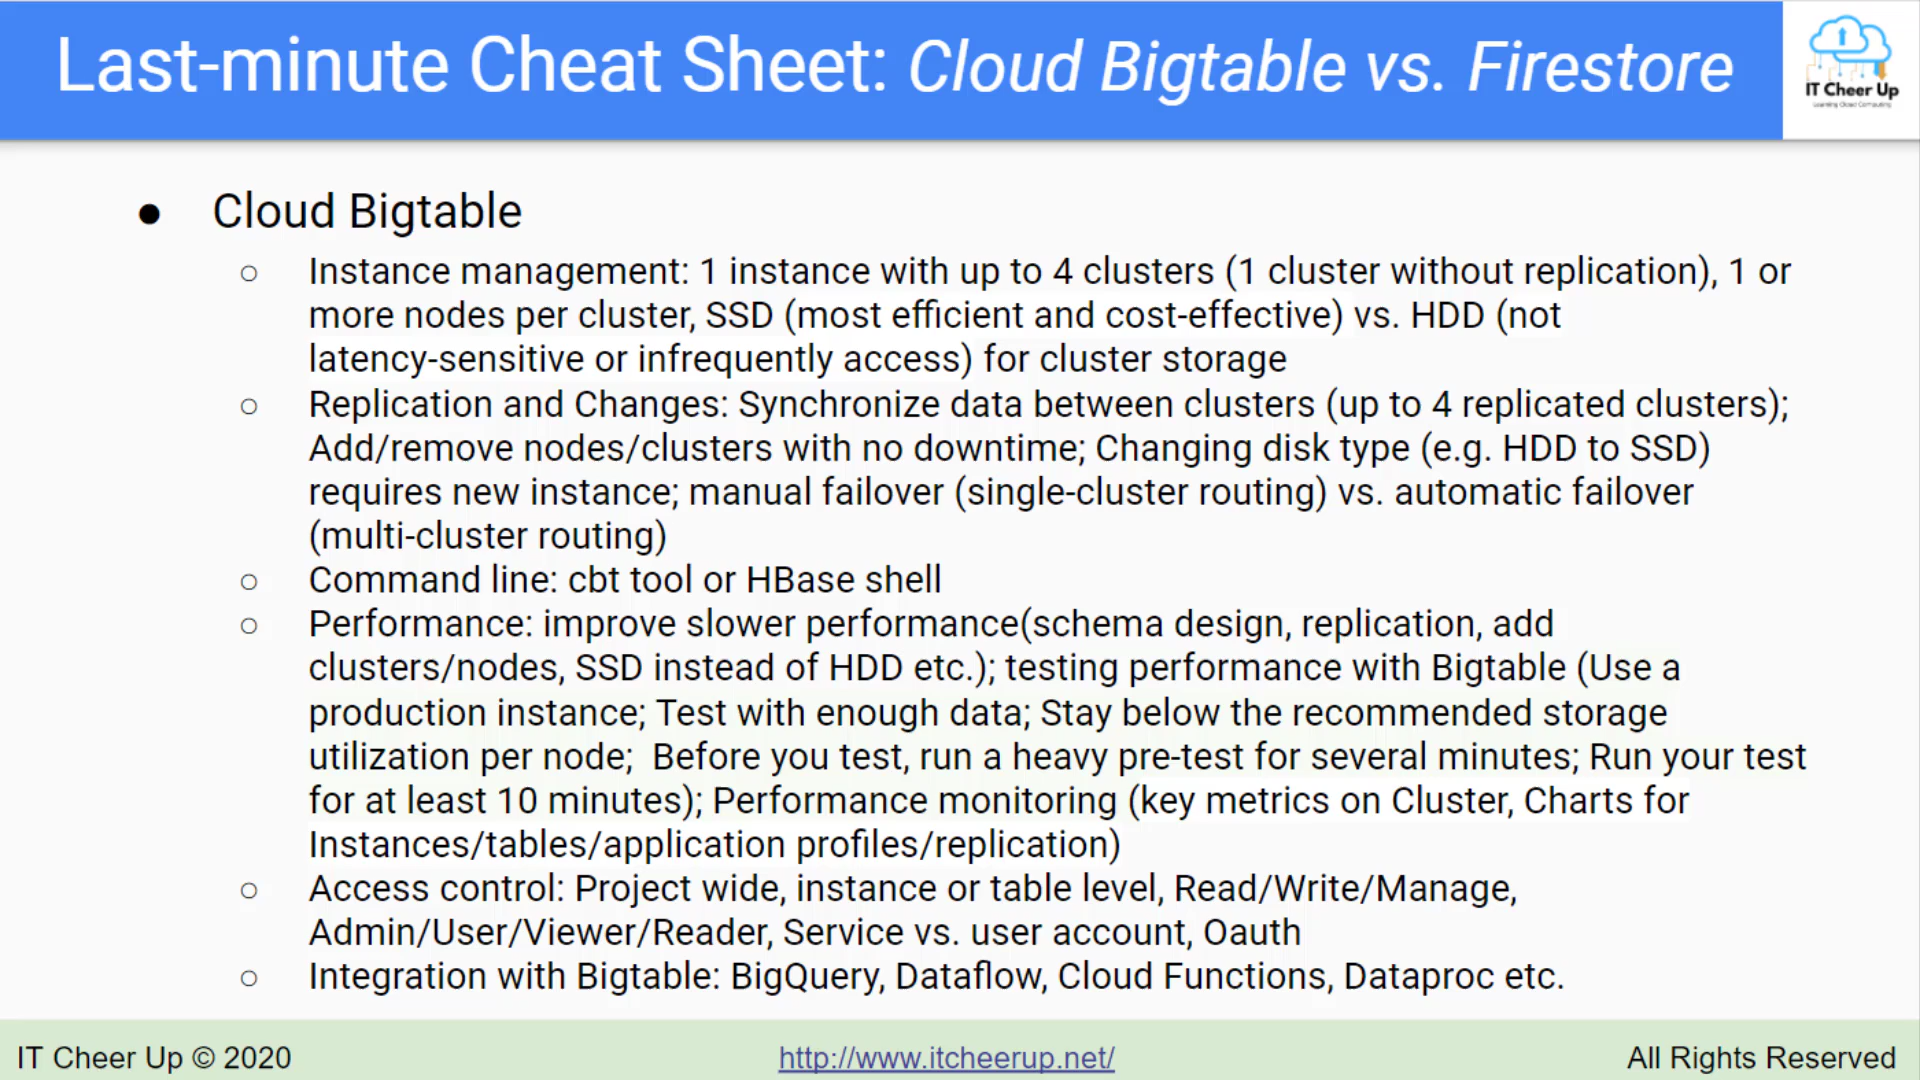 Last-minute Cheat Sheet: Cloud Bigtable vs. Firestore
IT Cheer Up
Learning Cloud Computing
● Cloud Bigtable
○ Instance management: 1 instance with up to 4 clusters (1 cluster without replication), 1 or
more nodes per cluster, SSD (most efficient and cost-effective) vs. HDD (not
latency-sensitive or infrequently access) for cluster storage
○ Replication and Changes: Synchronize data between clusters (up to 4 replicated clusters);
Add/remove nodes/clusters with no downtime; Changing disk type (e.g. HDD to SSD)
requires new instance; manual failover (single-cluster routing) vs. automatic failover
(multi-cluster routing)
○ Command line: cbt tool or HBase shell
○ Performance: improve slower performance(schema design, replication, add
clusters/nodes, SSD instead of HDD etc.); testing performance with Bigtable (Use a
production instance; Test with enough data; Stay below the recommended storage
utilization per node;  Before you test, run a heavy pre-test for several minutes; Run your test
for at least 10 minutes); Performance monitoring (key metrics on Cluster, Charts for
Instances/tables/application profiles/replication)
○ Access control: Project wide, instance or table level, Read/Write/Manage,
Admin/User/Viewer/Reader, Service vs. user account, Oauth
○ Integration with Bigtable: BigQuery, Dataflow, Cloud Functions, Dataproc etc.
IT Cheer Up © 2020
http://www.itcheerup.net/
All Rights Reserved